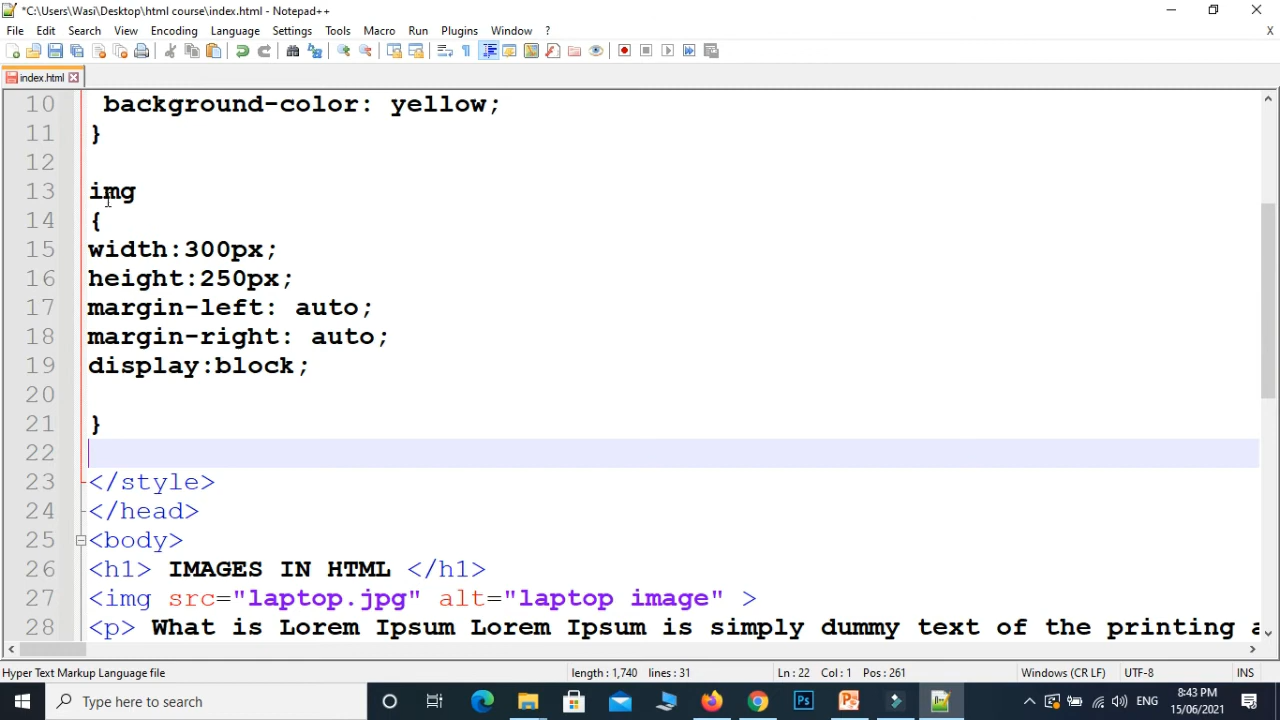 *C:\Users\Wasi\Desktop\html course\index.html - Notepad++
File Edit Search View Encoding Language Settings Tools Macro Run Plugins Window ? X
index.html
10 background-color: yellow;
11 }
12
13 img
14 {
15 width:300px;
16 height:250px;
17 margin-left: auto;
18 margin-right: auto;
19 display:block;
20
21 }
22
23 </style>
24 </head>
25 <body>
26 <h1> IMAGES IN HTML </h1>
27 <img src="laptop.jpg" alt="laptop image" >
28 <p> What is Lorem Ipsum Lorem Ipsum is simply dummy text of the printing a
Hyper Text Markup Language file length : 1,740 lines : 31 Ln : 22 Col : 1 Pos : 261 Windows (CR LF) UTF-8 INS
Type here to search ENG 8:43 PM
15/06/2021